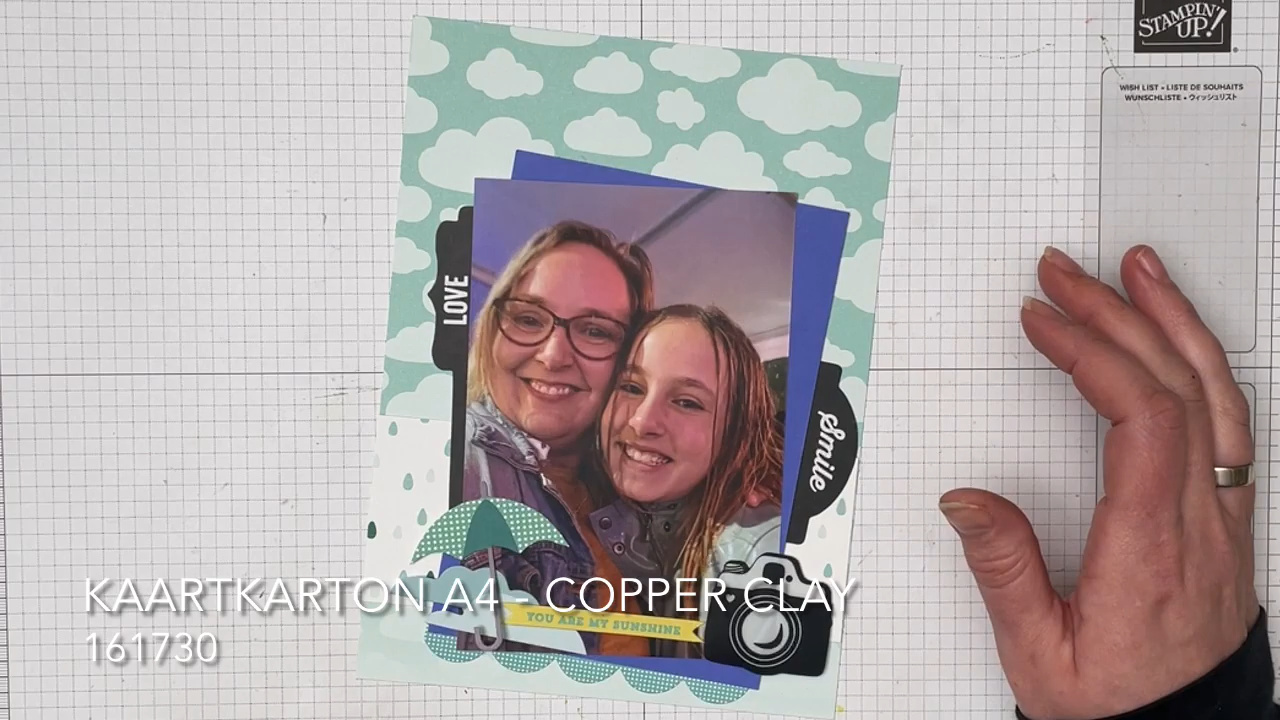 STAMPIN'
UP!
WISH LIST • LISTE DE SOUHAITS
WUNSCHLISTE • ウィッシュリスト
LOVE
Smile
YOU ARE MY SUNSHINE
KAARTKARTON A4 - COPPER CLAY
161730